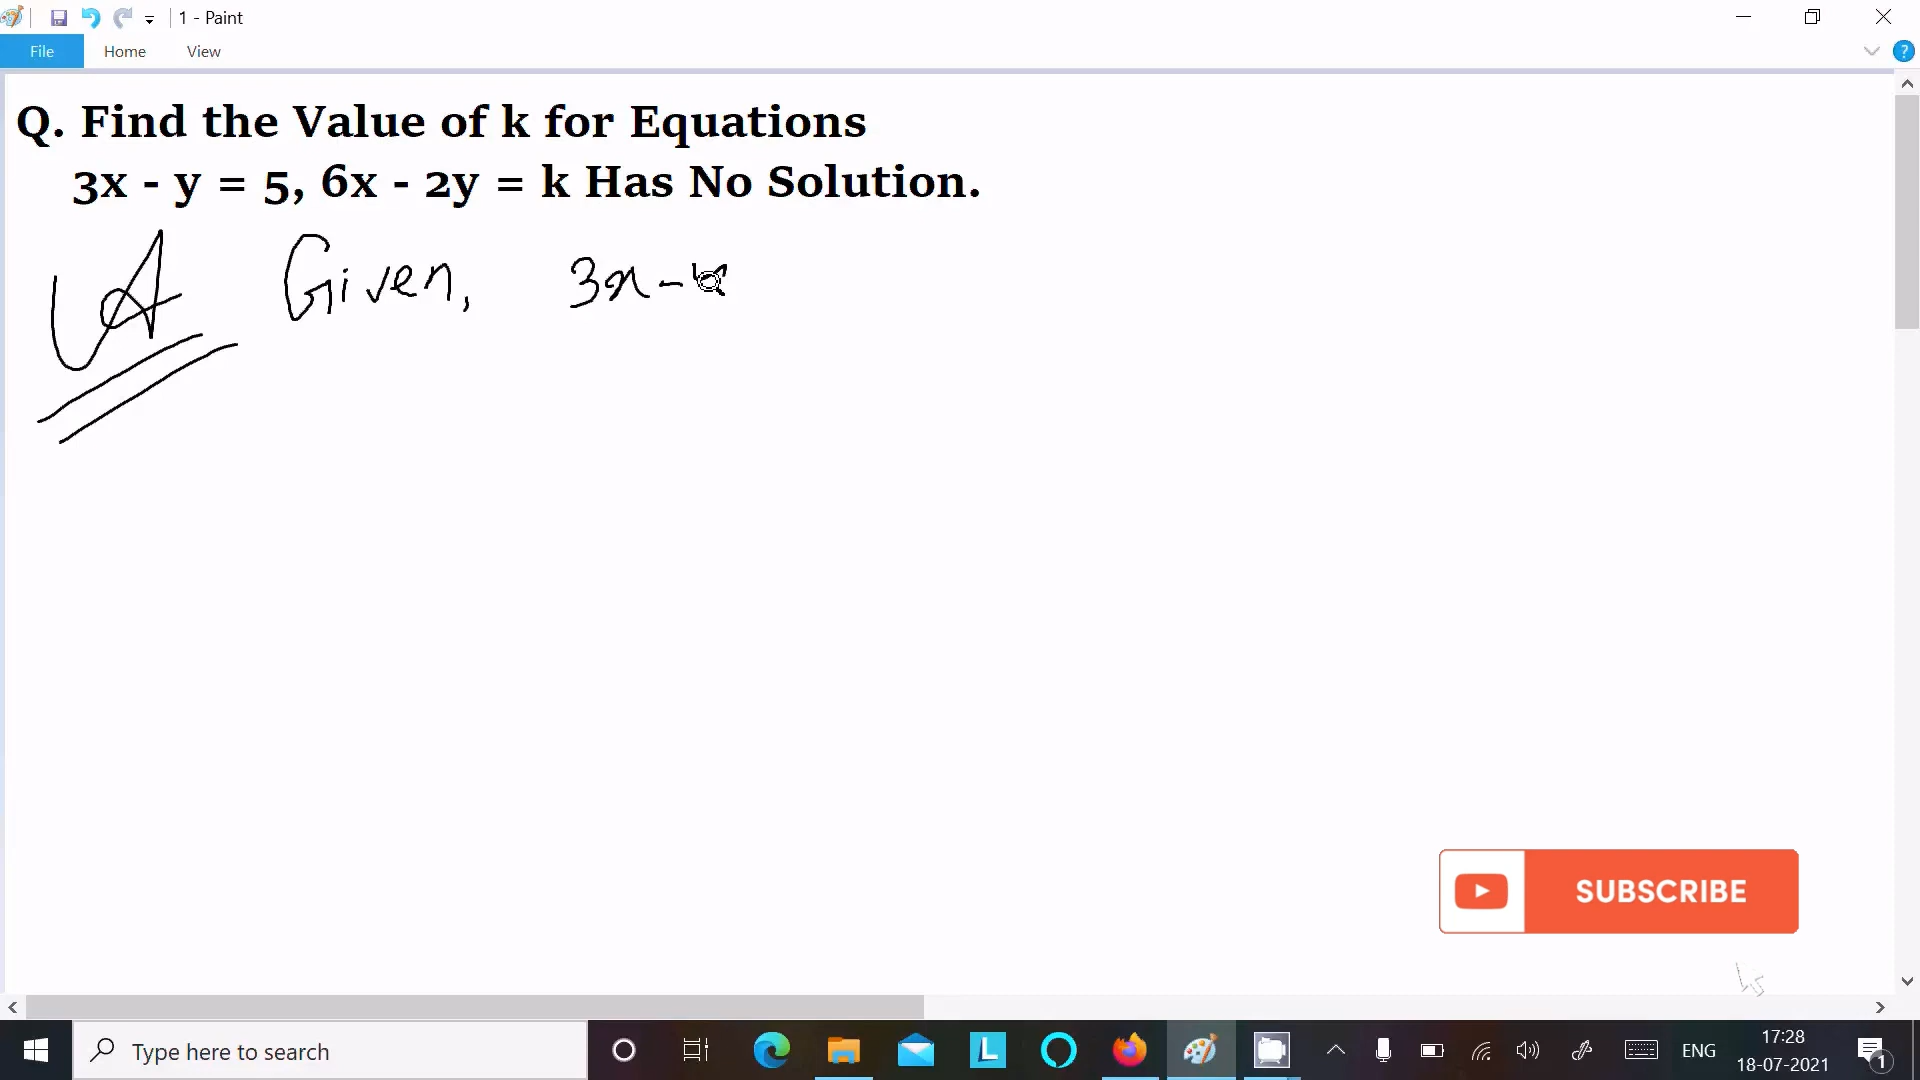 1 - Paint
File Home View
Q. Find the Value of k for Equations
3x - y = 5, 6x - 2y = k Has No Solution.
A Given, 3x -
SUBSCRIBE
Type here to search
L
ENG
17:28
18-07-2021
1